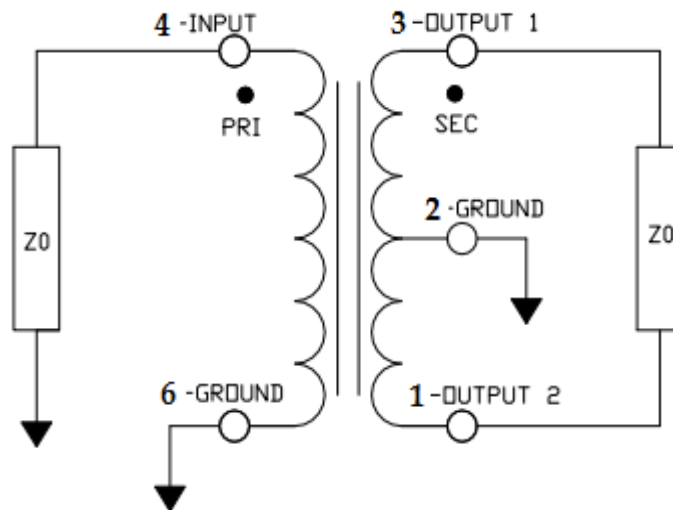 4 -INPUT
3 -OUTPUT 1
PRI
SEC
2 -GROUND
Z0
Z0
6 -GROUND
1 -OUTPUT 2